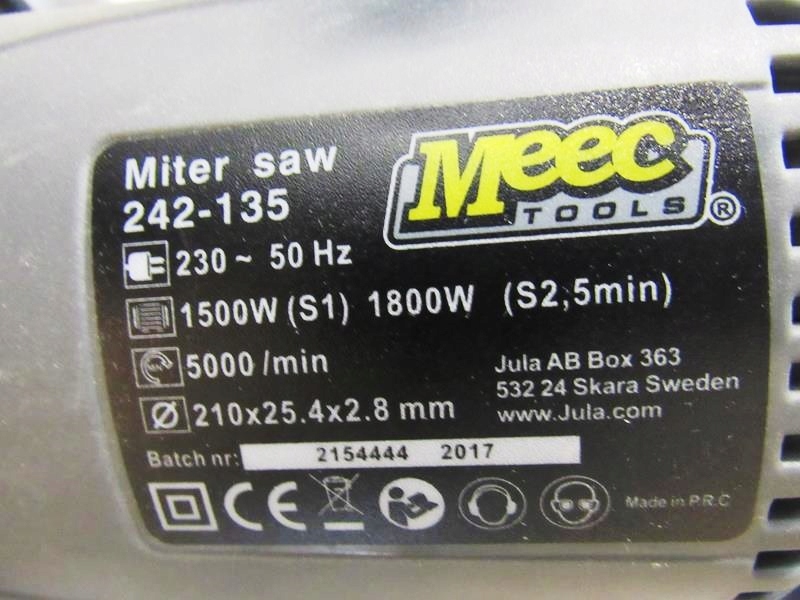 Miter saw
242-135
Meec
TOOLS®
230 ~ 50 Hz
1500W (S1) 1800W (S2,5min)
5000 /min
210x25.4x2.8 mm
Jula AB Box 363
532 24 Skara Sweden
www.Jula.com
Batch nr: 2154444 2017
CE
Made in P.R.C